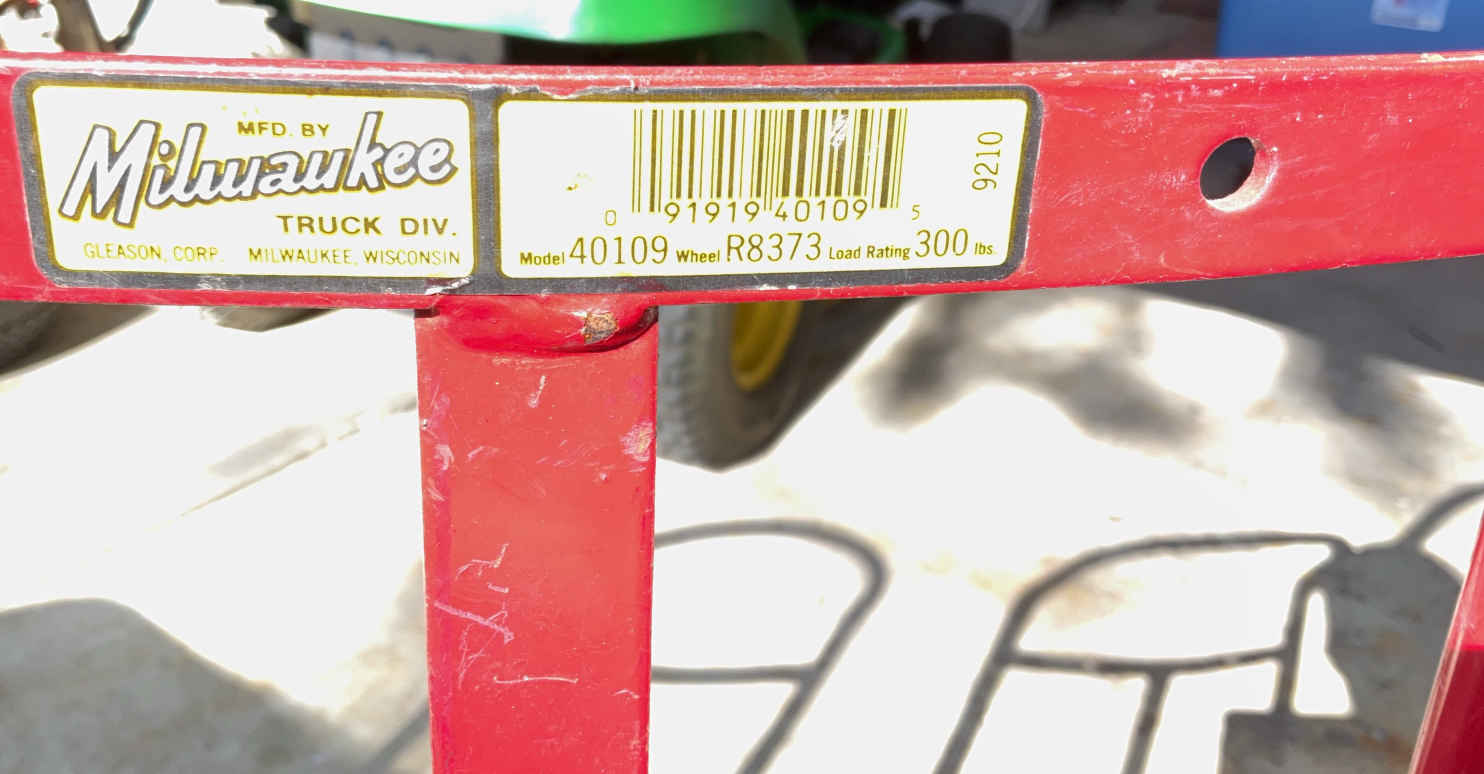 MFD. BY
Milwaukee
TRUCK DIV.
GLEASON, CORP. MILWAUKEE, WISCONSIN
0 91919 40109 5
Model 40109 Wheel R8373 Load Rating 300 lbs.
9210